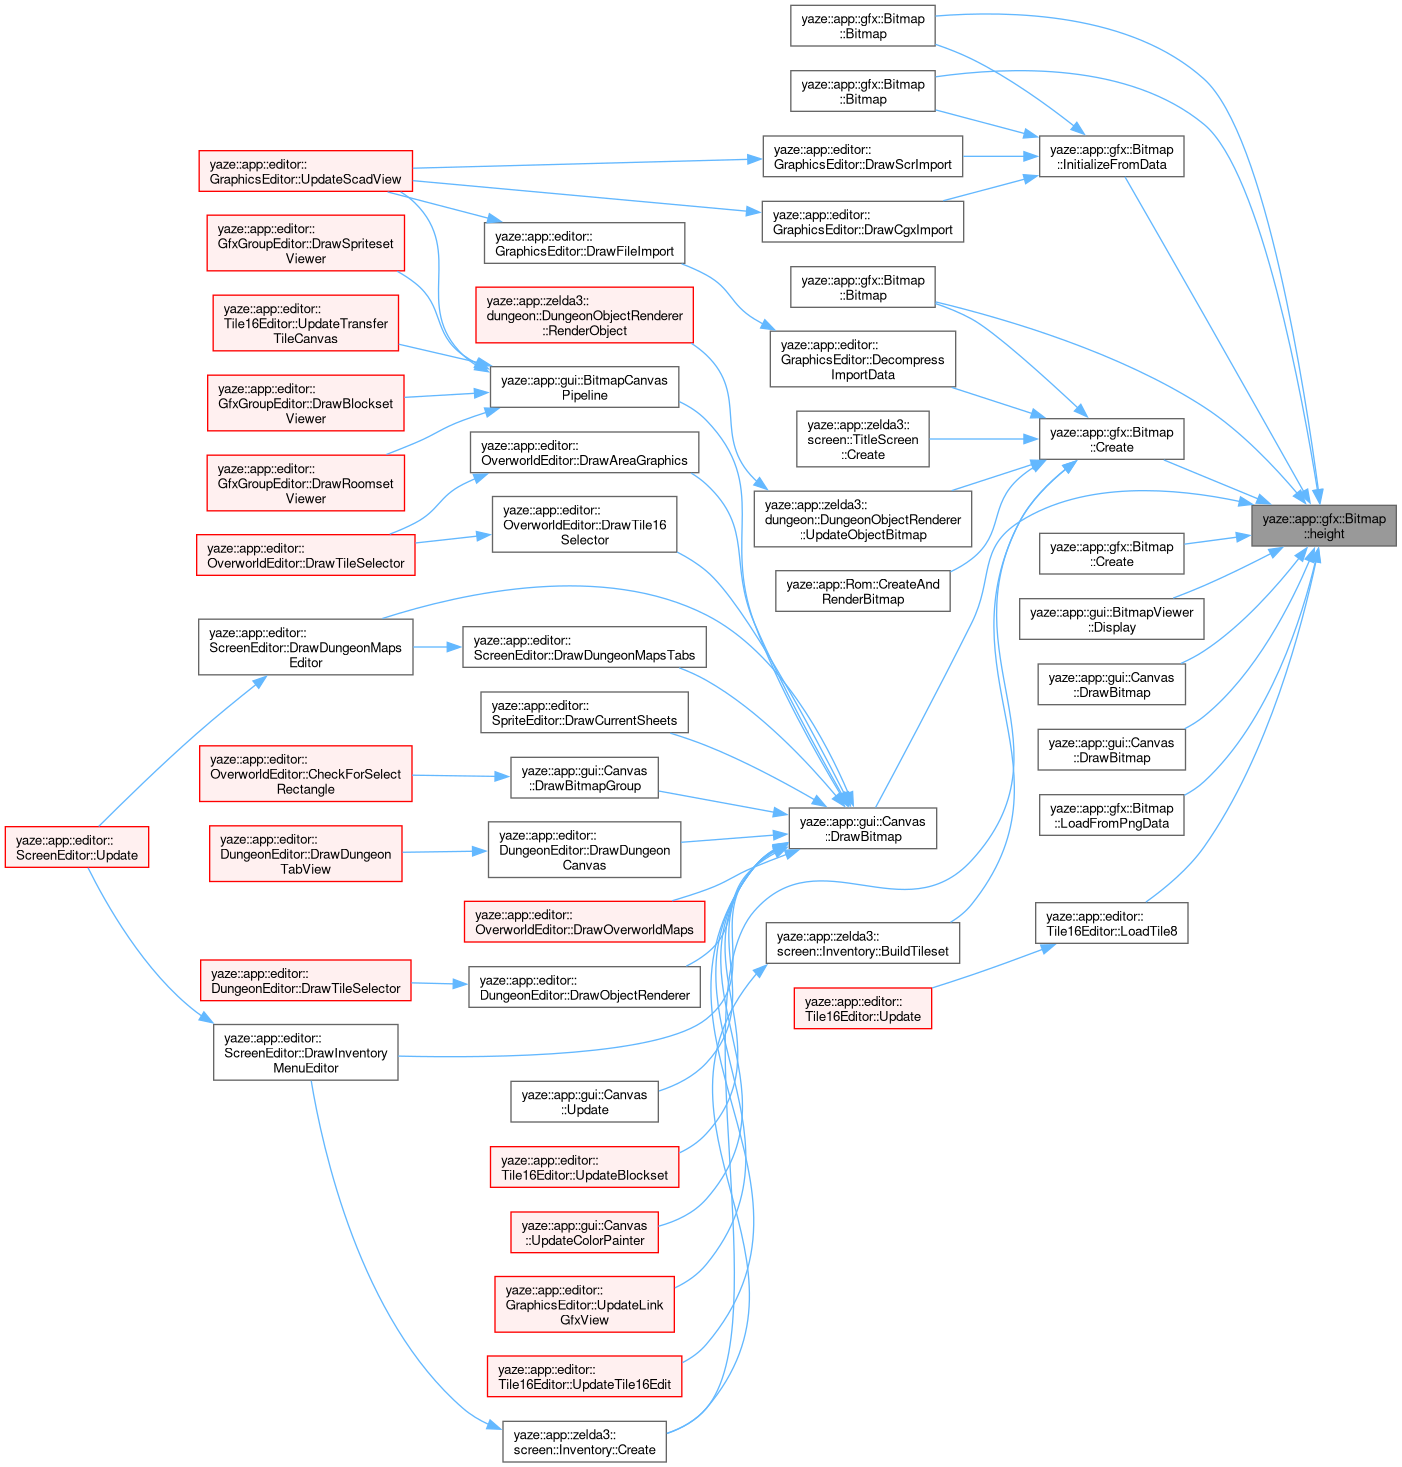 yaze::app::gfx::Bitmap
::Bitmap
yaze::app::gfx::Bitmap
::Bitmap
yaze::app::editor::
GraphicsEditor::DrawScrImport
yaze::app::gfx::Bitmap
::InitializeFromData
yaze::app::editor::
GraphicsEditor::UpdateScadView
yaze::app::editor::
GraphicsEditor::DrawCgxImport
yaze::app::editor::
GfxGroupEditor::DrawSpriteset
Viewer
yaze::app::editor::
GraphicsEditor::DrawFileImport
yaze::app::gfx::Bitmap
::Bitmap
yaze::app::zelda3::
dungeon::DungeonObjectRenderer
::RenderObject
yaze::app::editor::
Tile16Editor::UpdateTransfer
TileCanvas
yaze::app::editor::
GraphicsEditor::Decompress
ImportData
yaze::app::gui::BitmapCanvas
Pipeline
yaze::app::editor::
GfxGroupEditor::DrawBlockset
Viewer
yaze::app::zelda3::
screen::TitleScreen
::Create
yaze::app::gfx::Bitmap
::Create
yaze::app::editor::
OverworldEditor::DrawAreaGraphics
yaze::app::editor::
GfxGroupEditor::DrawRoomset
Viewer
yaze::app::zelda3::
dungeon::DungeonObjectRenderer
::UpdateObjectBitmap
yaze::app::editor::
OverworldEditor::DrawTile16
Selector
yaze::app::gfx::Bitmap
::height
yaze::app::editor::
OverworldEditor::DrawTileSelector
yaze::app::gfx::Bitmap
::Create
yaze::app::Rom::CreateAnd
RenderBitmap
yaze::app::gui::BitmapViewer
::Display
yaze::app::editor::
ScreenEditor::DrawDungeonMaps
Editor
yaze::app::editor::
ScreenEditor::DrawDungeonMapsTabs
yaze::app::gui::Canvas
::DrawBitmap
yaze::app::editor::
SpriteEditor::DrawCurrentSheets
yaze::app::gui::Canvas
::DrawBitmap
yaze::app::editor::
OverworldEditor::CheckForSelect
Rectangle
yaze::app::gui::Canvas
::DrawBitmapGroup
yaze::app::gfx::Bitmap
::LoadFromPngData
yaze::app::gui::Canvas
::DrawBitmap
yaze::app::editor::
ScreenEditor::Update
yaze::app::editor::
DungeonEditor::DrawDungeon
TabView
yaze::app::editor::
DungeonEditor::DrawDungeon
Canvas
yaze::app::editor::
OverworldEditor::DrawOverworldMaps
yaze::app::editor::
Tile16Editor::LoadTile8
yaze::app::zelda3::
screen::Inventory::BuildTileset
yaze::app::editor::
DungeonEditor::DrawTileSelector
yaze::app::editor::
DungeonEditor::DrawObjectRenderer
yaze::app::editor::
Tile16Editor::Update
yaze::app::editor::
ScreenEditor::DrawInventory
MenuEditor
yaze::app::gui::Canvas
::Update
yaze::app::editor::
Tile16Editor::UpdateBlockset
yaze::app::gui::Canvas
::UpdateColorPainter
yaze::app::editor::
GraphicsEditor::UpdateLink
GfxView
yaze::app::editor::
Tile16Editor::UpdateTile16Edit
yaze::app::zelda3::
screen::Inventory::Create